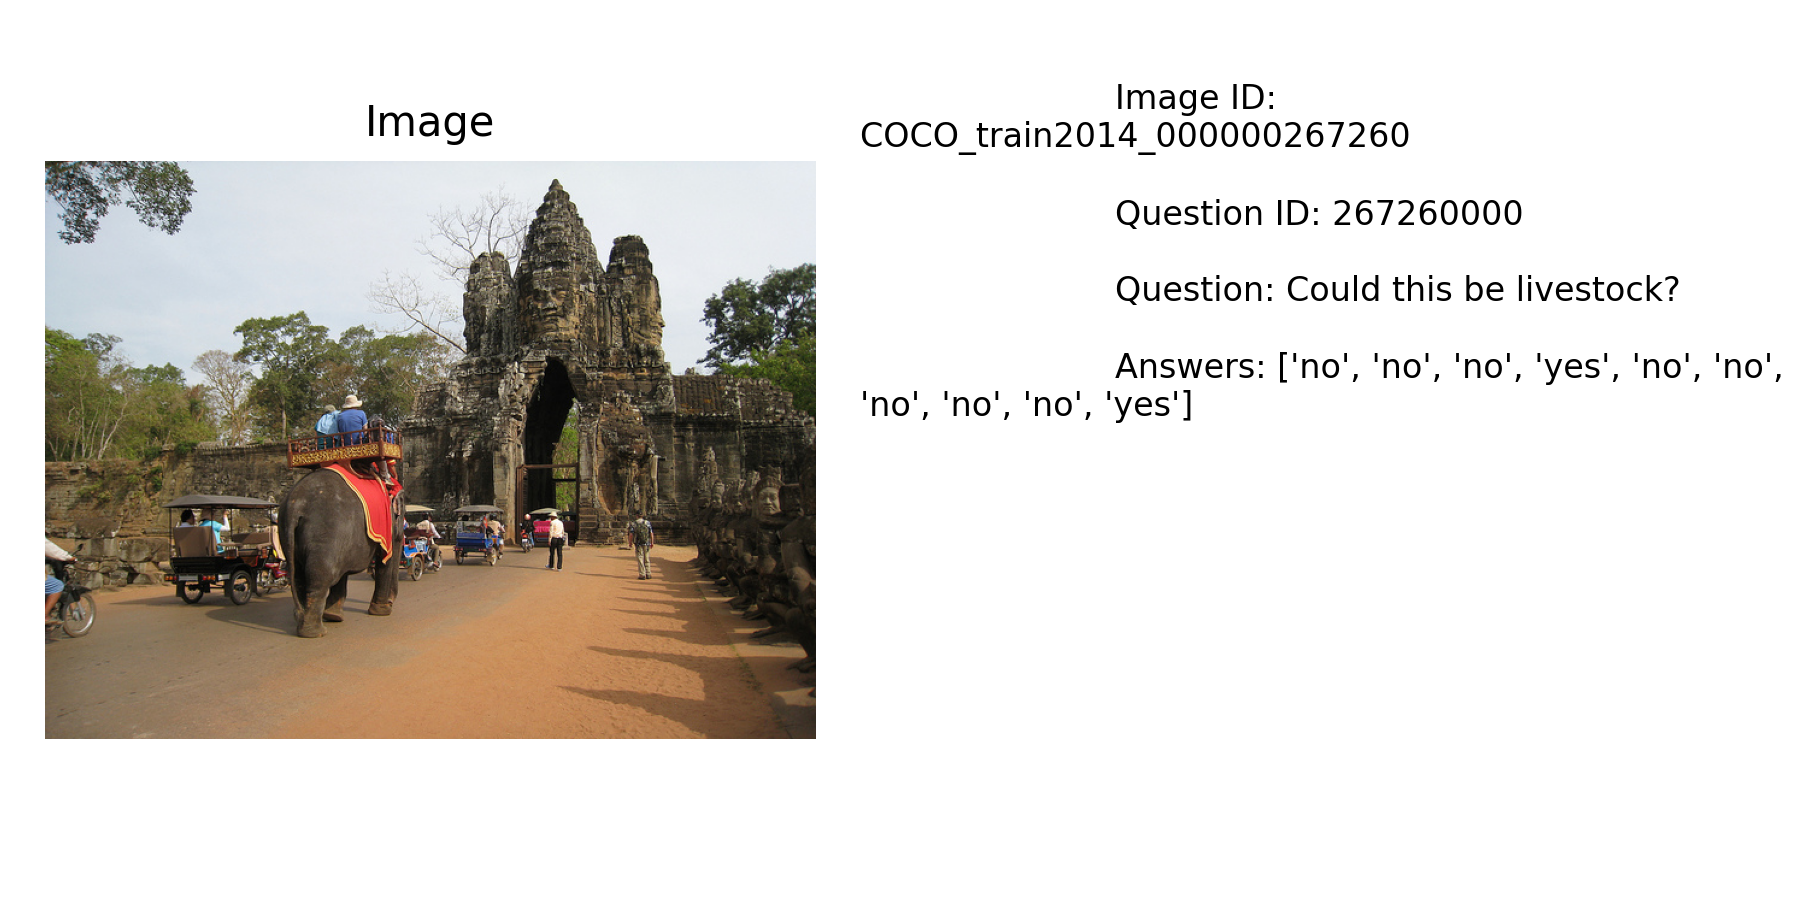 Image
Image ID:
COCO_train2014_000000267260
Question ID: 267260000
Question: Could this be livestock?
Answers: ['no', 'no', 'no', 'yes', 'no', 'no',
'no', 'no', 'no', 'yes']